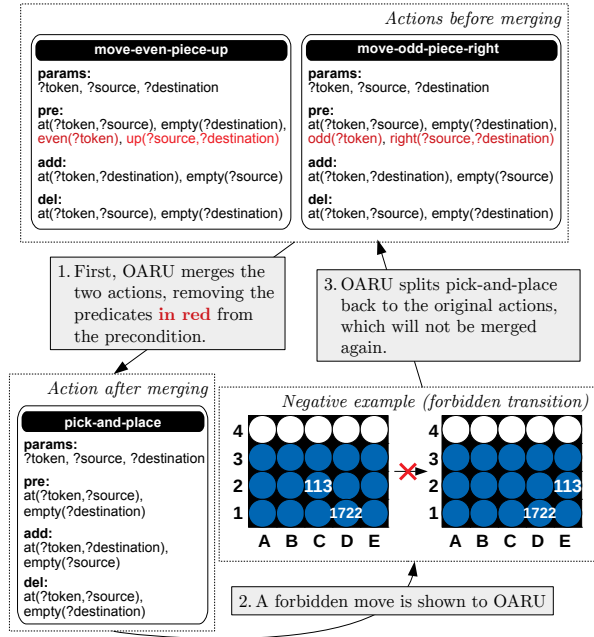 Actions before merging
move-even-piece-up
params:
?token, ?source, ?destination
pre:
at(?token,?source), empty(?destination),
even(?token), up(?source,?destination)
add:
at(?token,?destination), empty(?source)
del:
at(?token,?source), empty(?destination)
move-odd-piece-right
params:
?token, ?source, ?destination
pre:
at(?token,?source), empty(?destination),
odd(?token), right(?source,?destination)
add:
at(?token,?destination), empty(?source)
del:
at(?token,?source), empty(?destination)
1. First, OARU merges the
two actions, removing the
predicates in red from
the precondition.
3. OARU splits pick-and-place
back to the original actions,
which will not be merged
again.
Action after merging
pick-and-place
params:
?token, ?source, ?destination
pre:
at(?token,?source),
empty(?destination)
add:
at(?token,?destination),
empty(?source)
del:
at(?token,?source),
empty(?destination)
Negative example (forbidden transition)
4
3
2 113
1 1722
A B C D E
4
3
2 113
1 1722
A B C D E
2. A forbidden move is shown to OARU